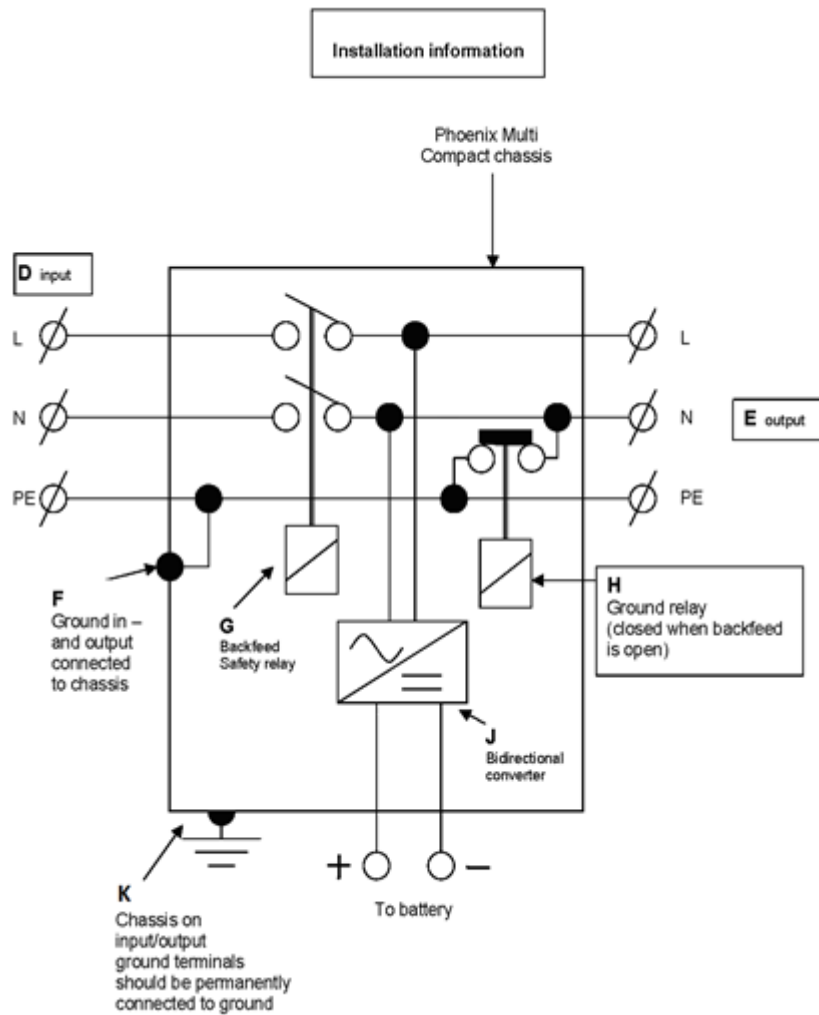 Installation information
Phoenix Multi
Compact chassis
D input
L
L
N
N
E output
PE
PE
F
Ground in –
and output
connected
to chassis
G
Backfeed
Safety relay
H
Ground relay
(closed when backfeed
is open)
J
Bidirectional
converter
+
−
To battery
K
Chassis on
input/output
ground terminals
should be permanently
connected to ground